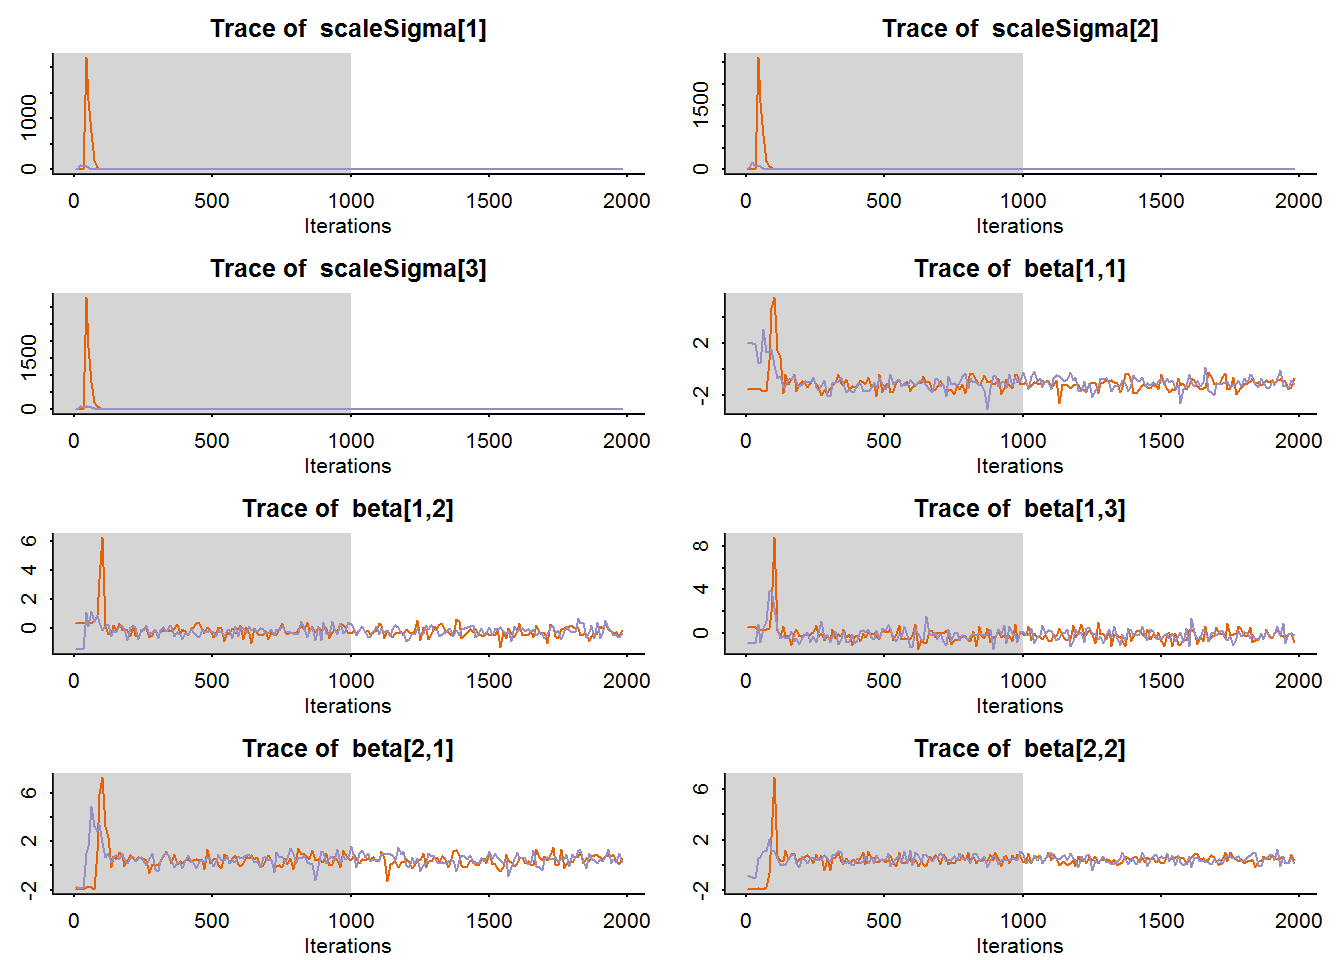 Trace of scaleSigma[1]
0 1000
0 500 1000 1500 2000
Iterations
Trace of scaleSigma[2]
0 1500
0 500 1000 1500 2000
Iterations
Trace of scaleSigma[3]
0 1500
0 500 1000 1500 2000
Iterations
Trace of beta[1,1]
-2 2
0 500 1000 1500 2000
Iterations
Trace of beta[1,2]
0 2 4 6
0 500 1000 1500 2000
Iterations
Trace of beta[1,3]
0 4 8
0 500 1000 1500 2000
Iterations
Trace of beta[2,1]
-2 2 6
0 500 1000 1500 2000
Iterations
Trace of beta[2,2]
-2 2 6
0 500 1000 1500 2000
Iterations